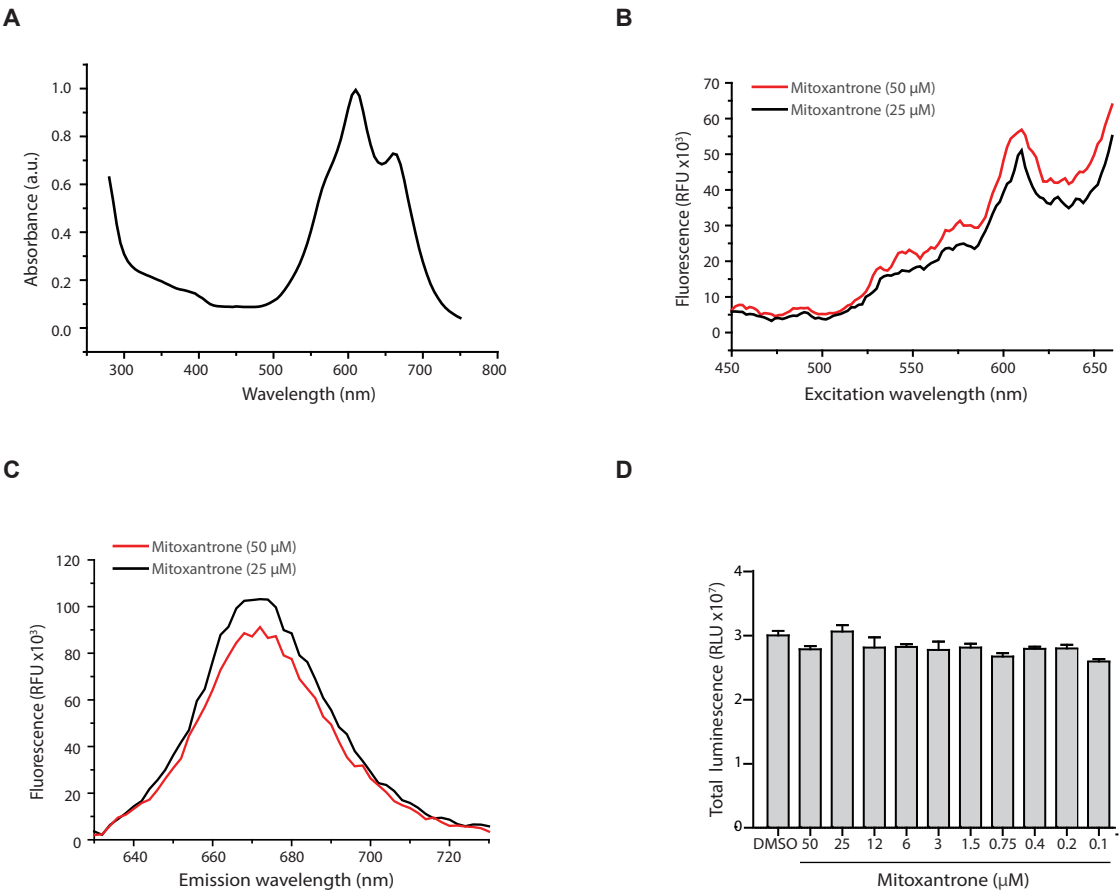 A
Absorbance (a.u.)
1.0
0.8
0.6
0.4
0.2
0.0
300 400 500 600 700 800
Wavelength (nm)
B
Mitoxantrone (50 µM)
Mitoxantrone (25 µM)
Fluorescence (RFU x10³)
70
60
50
40
30
20
10
0
450 500 550 600 650
Excitation wavelength (nm)
C
Mitoxantrone (50 µM)
Mitoxantrone (25 µM)
Fluorescence (RFU x10³)
120
100
80
60
40
20
0
640 660 680 700 720
Emission wavelength (nm)
D
Total luminescence (RLU x10⁷)
4
3
2
1
0
DMSO 50 25 12 6 3 1.5 0.75 0.4 0.2 0.1
Mitoxantrone (µM)